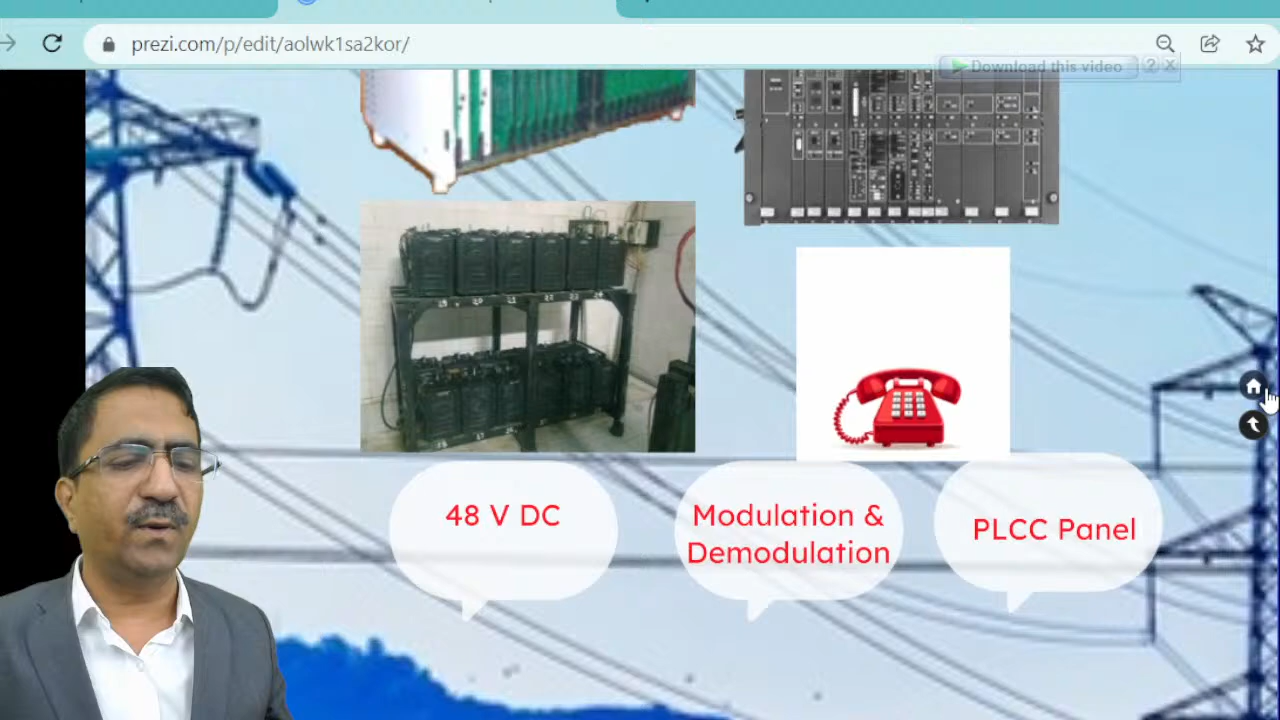 prezi.com/p/edit/aolwk1sa2kor/
Download this video
48 V DC
Modulation &
Demodulation
PLCC Panel